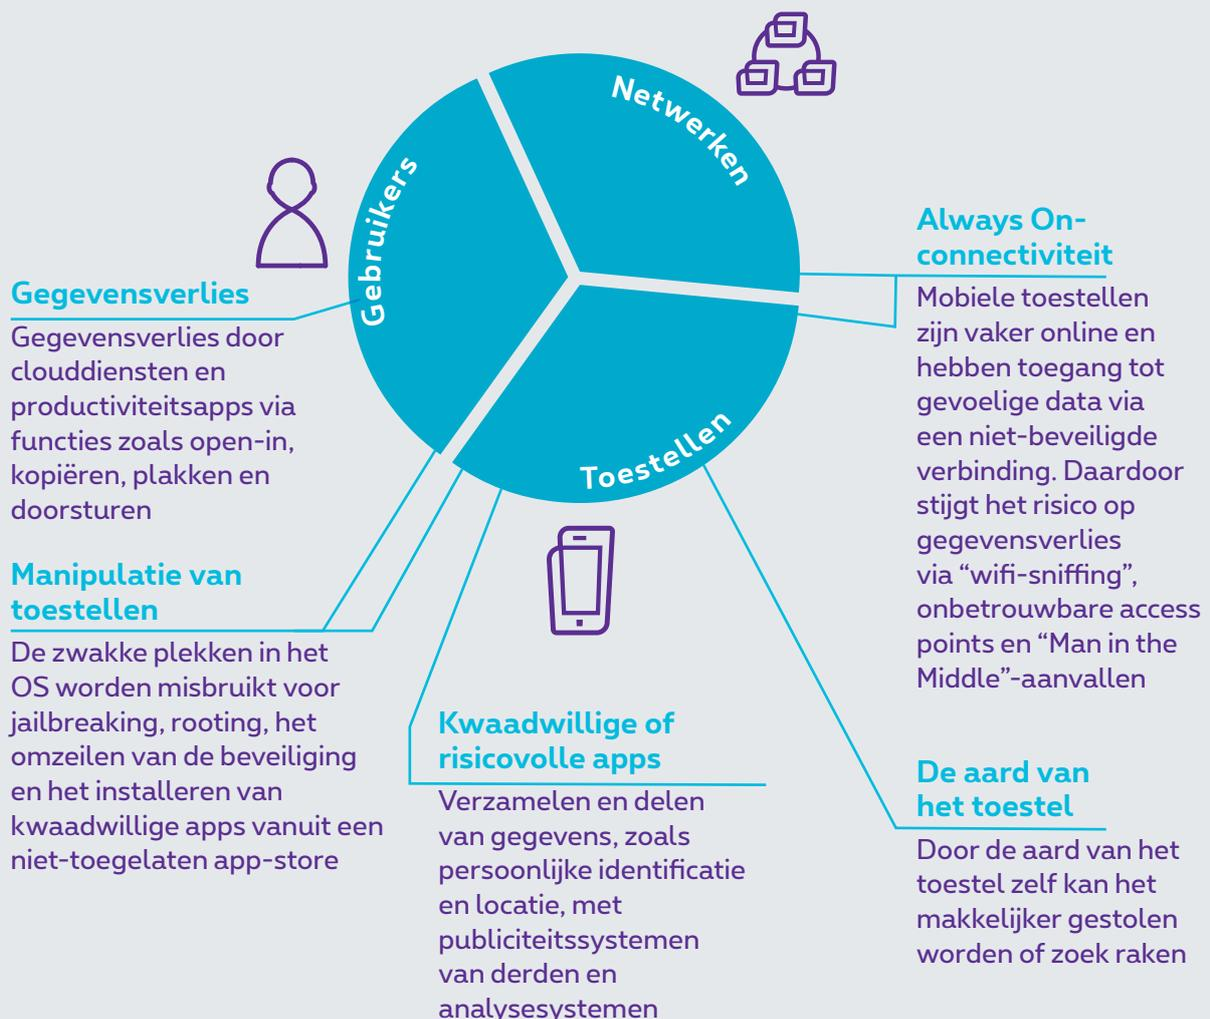 Netwerken
Gebruikers
Toestellen
Gegevensverlies
Gegevensverlies door
clouddiensten en
productiviteitsapps via
functies zoals open-in,
kopiëren, plakken en
doorsturen
Manipulatie van
toestellen
De zwakke plekken in het
OS worden misbruikt voor
jailbreaking, rooting, het
omzeilen van de beveiliging
en het installeren van
kwaadwillige apps vanuit een
niet-toegelaten app-store
Kwaadwillige of
risicovolle apps
Verzamelen en delen
van gegevens, zoals
persoonlijke identificatie
en locatie, met
publiciteitssystemen
van derden en
analysesystemen
Always On-
connectiviteit
Mobiele toestellen
zijn vaker online en
hebben toegang tot
gevoelige data via
een niet-beveiligde
verbinding. Daardoor
stijgt het risico op
gegevensverlies
via “wifi-sniffing”,
onbetrouwbare access
points en “Man in the
Middle”-aanvallen
De aard van
het toestel
Door de aard van het
toestel zelf kan het
makkelijker gestolen
worden of zoek raken